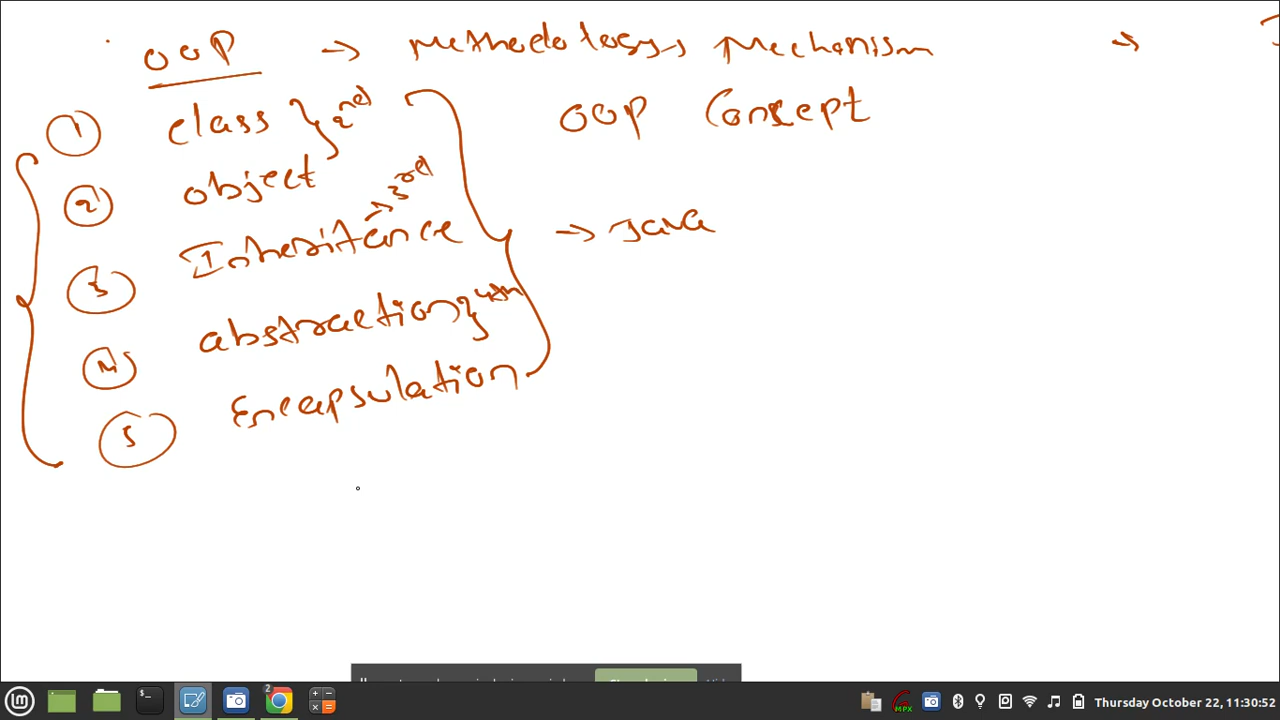 OOP → Methodology, Mechanism →
1 class } 2nd
OOP Concept
2 object
3 Inheritance → 3rd
→ Java
4 abstraction } 4th
5 Encapsulation
2
Thursday October 22, 11:30:52